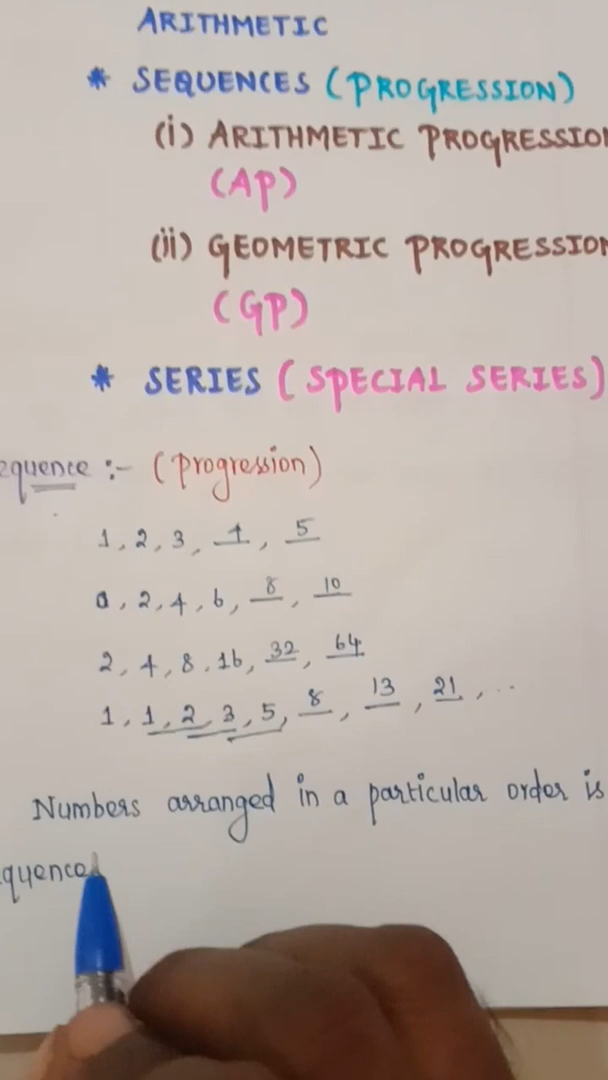 ARITHMETIC
* SEQUENCES (PROGRESSION)
(i) ARITHMETIC PROGRESSIO
(AP)
(ii) GEOMETRIC PROGRESSION
(GP)
* SERIES (SPECIAL SERIES)
equence :- (progression)
1, 2, 3, 4, 5
0, 2, 4, 6, 8, 10
2, 4, 8, 16, 32, 64
1, 1, 2, 3, 5, 8, 13, 21, ..
Numbers arranged in a particular order is
quence